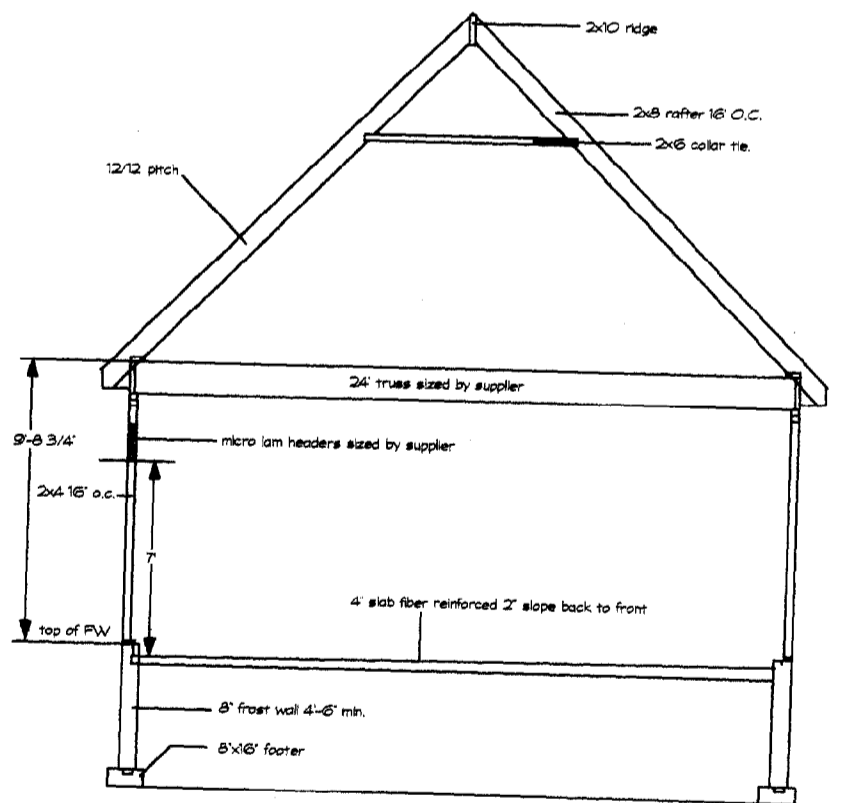 2x10 ridge
2x8 rafter 16" O.C.
2x6 collar tie.
12/12 pitch
24' truss sized by supplier
9'-8 3/4"
micro lam headers sized by supplier
2x4 16" o.c.
7'
4" slab fiber reinforced 2" slope back to front
top of FW
8" frost wall 4'-6" min.
8"x16" footer